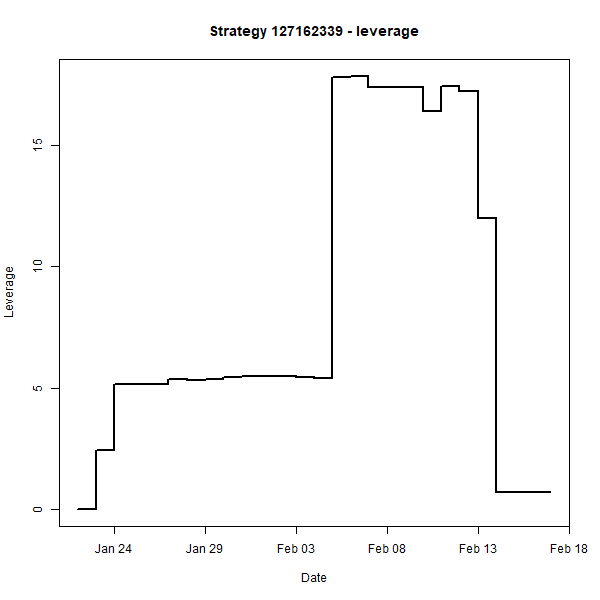 Strategy 127162339 - leverage
Leverage
15
10
5
0
Jan 24 Jan 29 Feb 03 Feb 08 Feb 13 Feb 18
Date